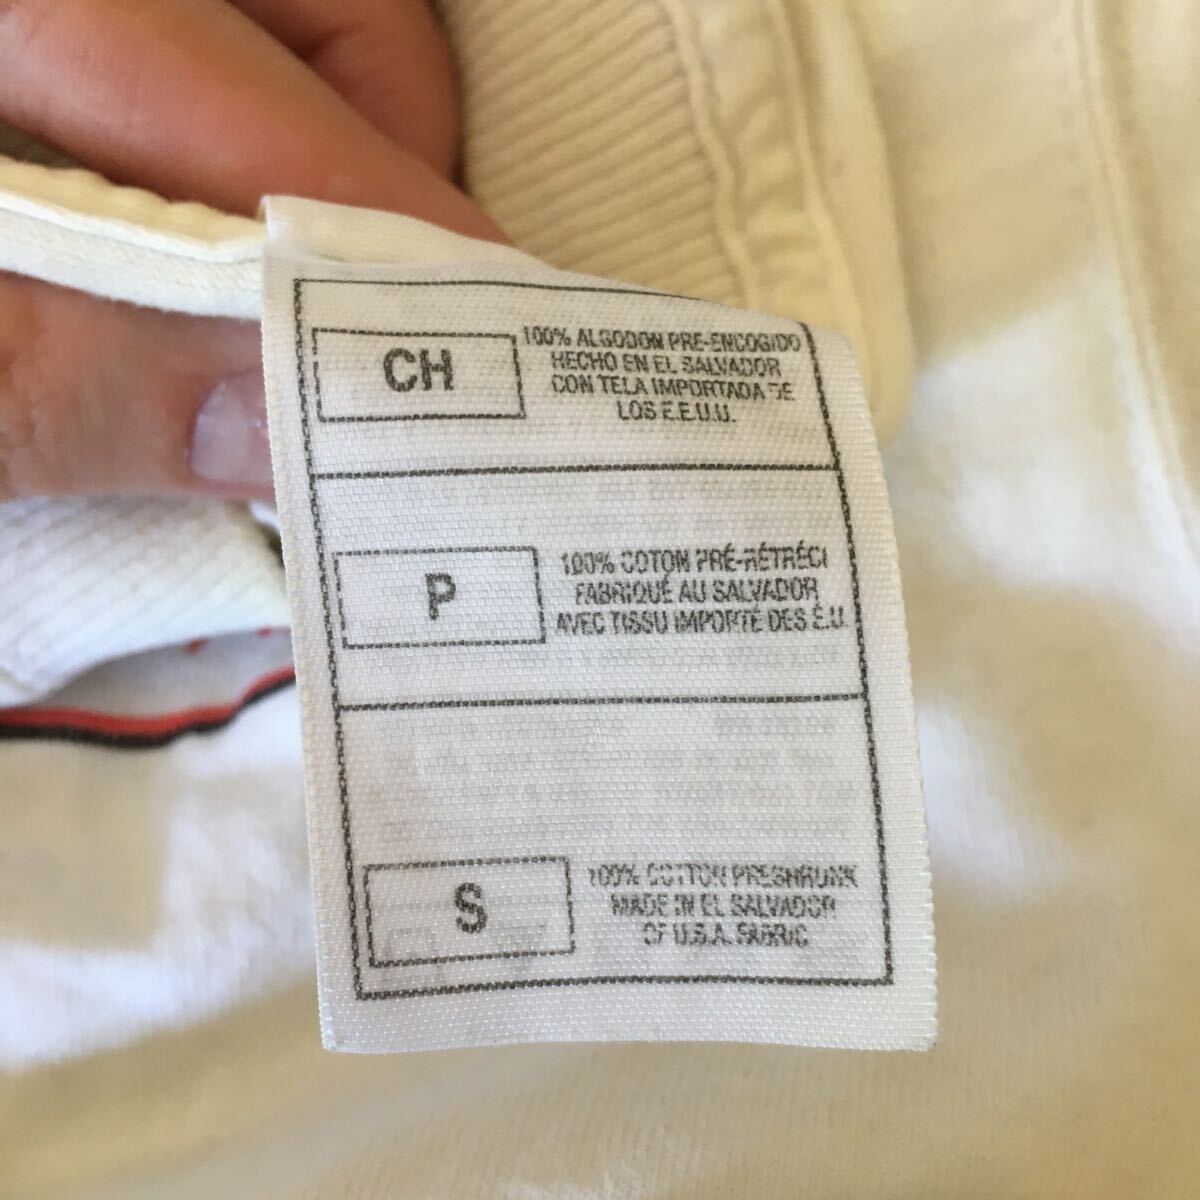 CH
100% ALGODON PRE-ENCOGIDO
HECHO EN EL SALVADOR
CON TELA IMPORTADA DE
LOS E.E.U.U.
P
100% COTON PRÉ-RÉTRÉCI
FABRIQUÉ AU SALVADOR
AVEC TISSU IMPORTÉ DES É.U.
S
100% COTTON PRESHRUNK
MADE IN EL SALVADOR
OF U.S.A. FABRIC